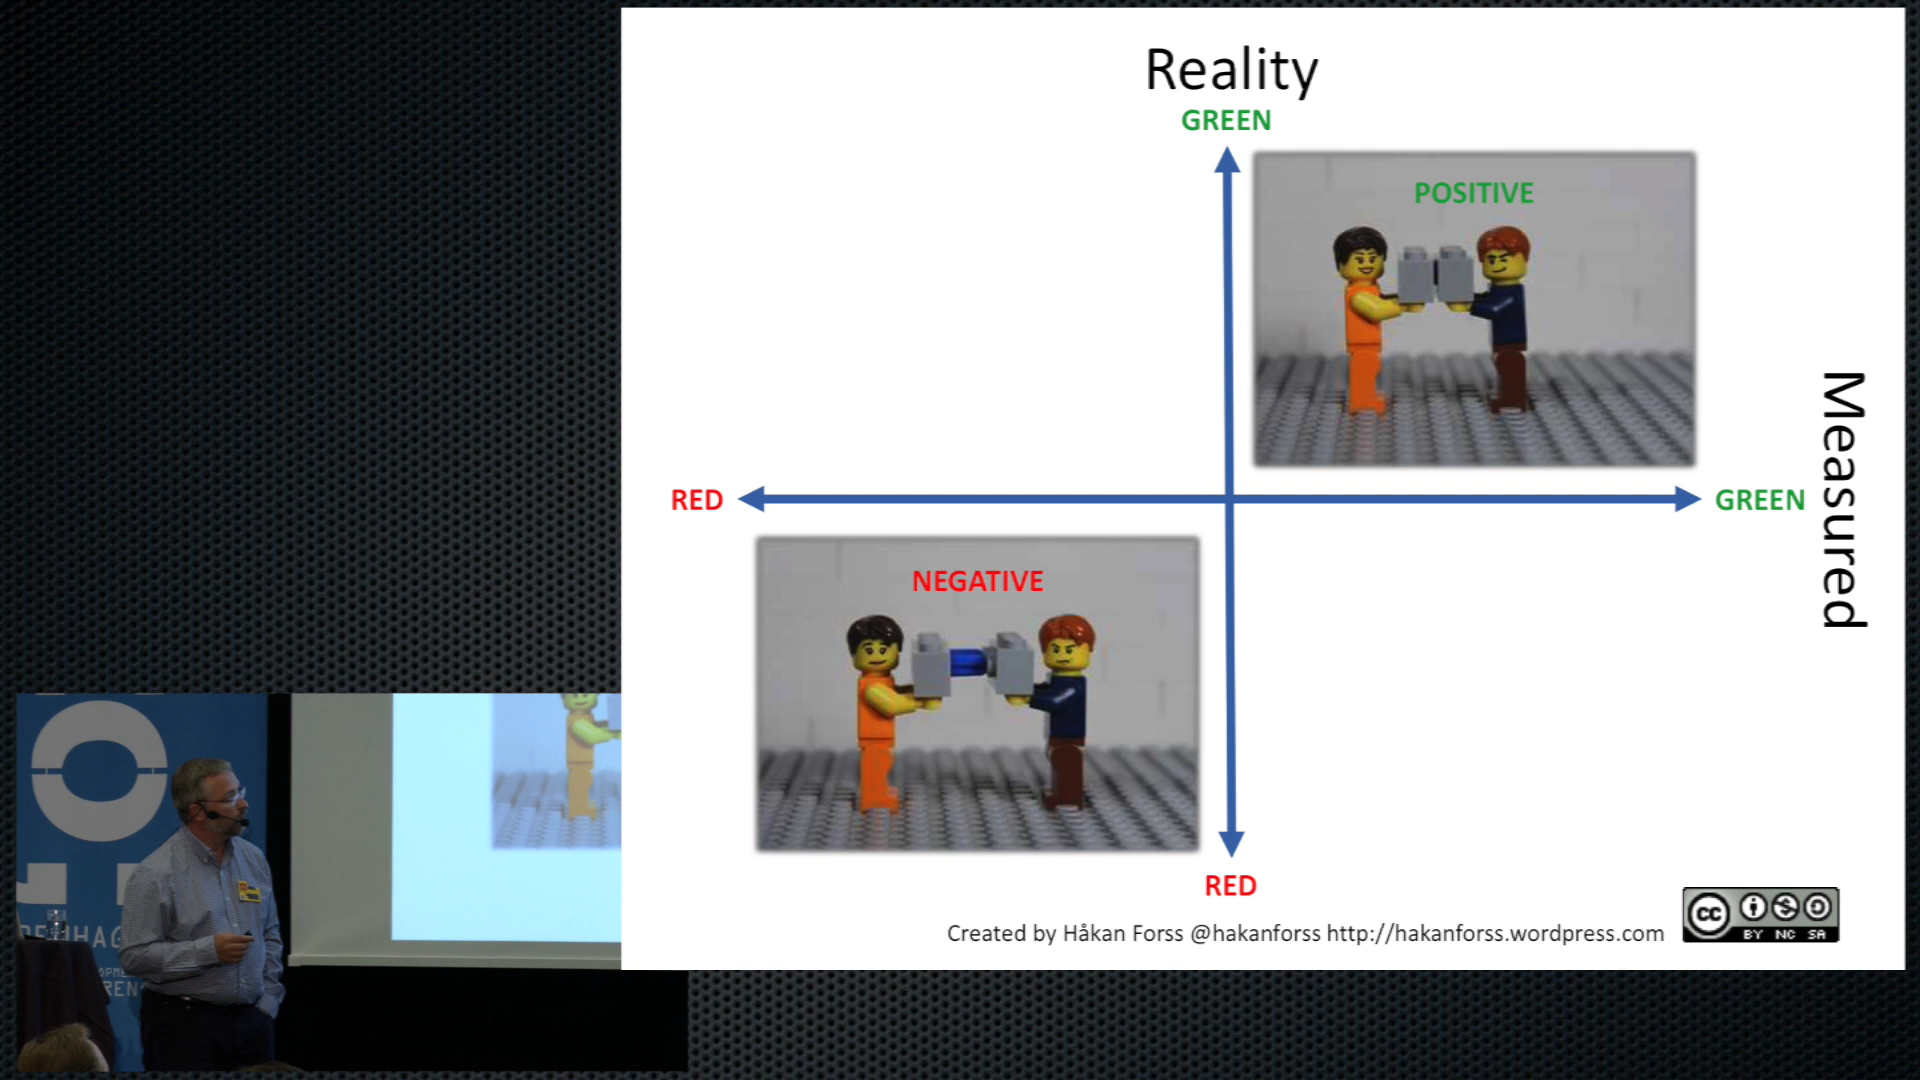 Reality
GREEN
POSITIVE
RED
GREEN
Measured
NEGATIVE
RED
Created by Håkan Forss @hakanforss http://hakanforss.wordpress.com
CC
BY NC SA